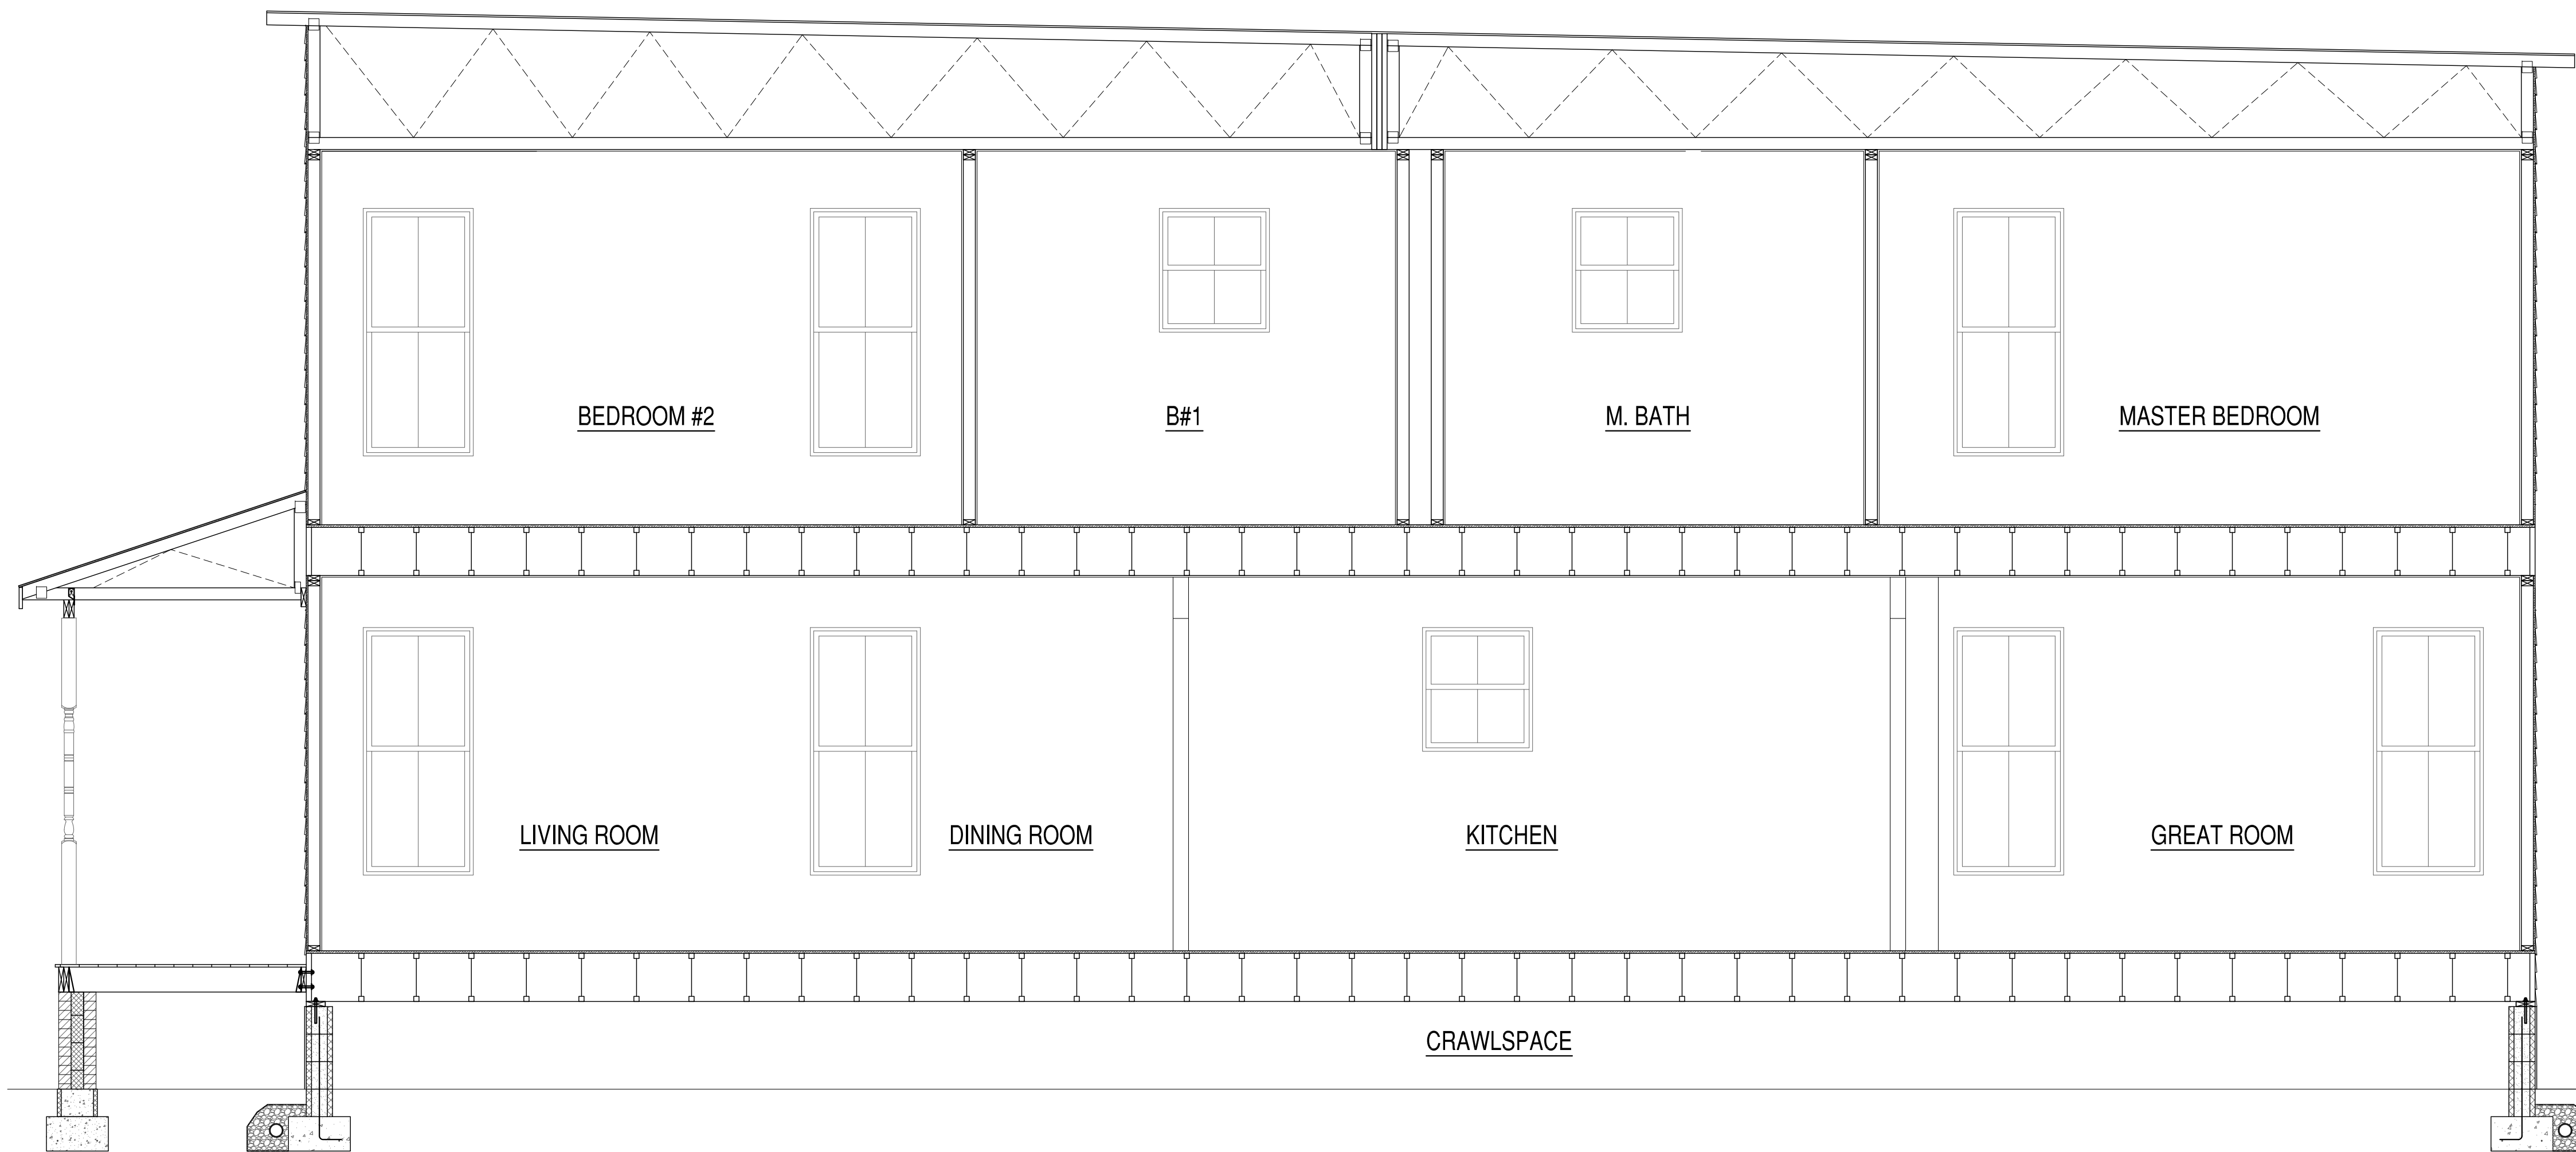 BEDROOM #2
B#1
M. BATH
MASTER BEDROOM
LIVING ROOM
DINING ROOM
KITCHEN
GREAT ROOM
CRAWLSPACE